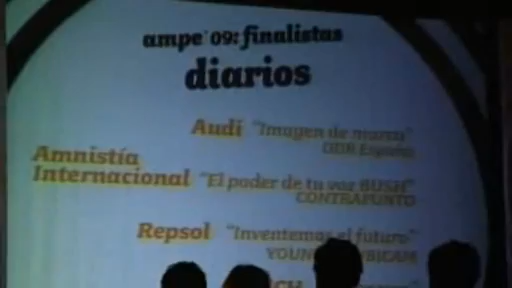 ampe' 09: finalistas
diarios
Audi "Imagen de marca"
DDB España
Amnistía
Internacional "El poder de tu voz BUSH"
CONTRAPUNTO
Repsol "Inventemos el futuro"